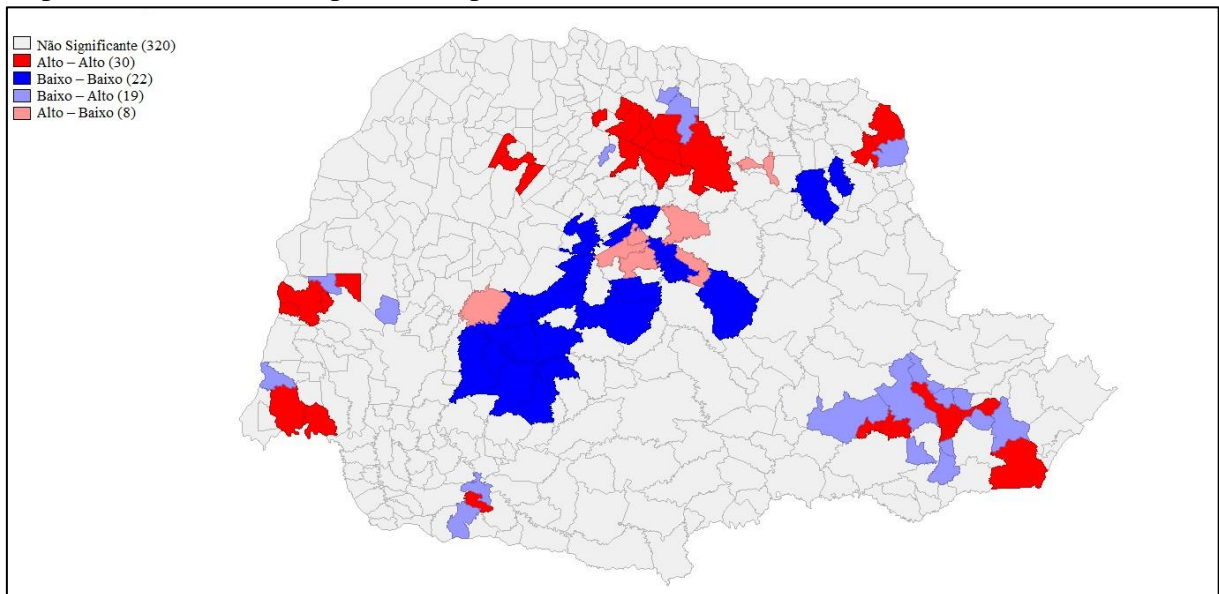 Não Significante (320)
Alto – Alto (30)
Baixo – Baixo (22)
Baixo – Alto (19)
Alto – Baixo (8)